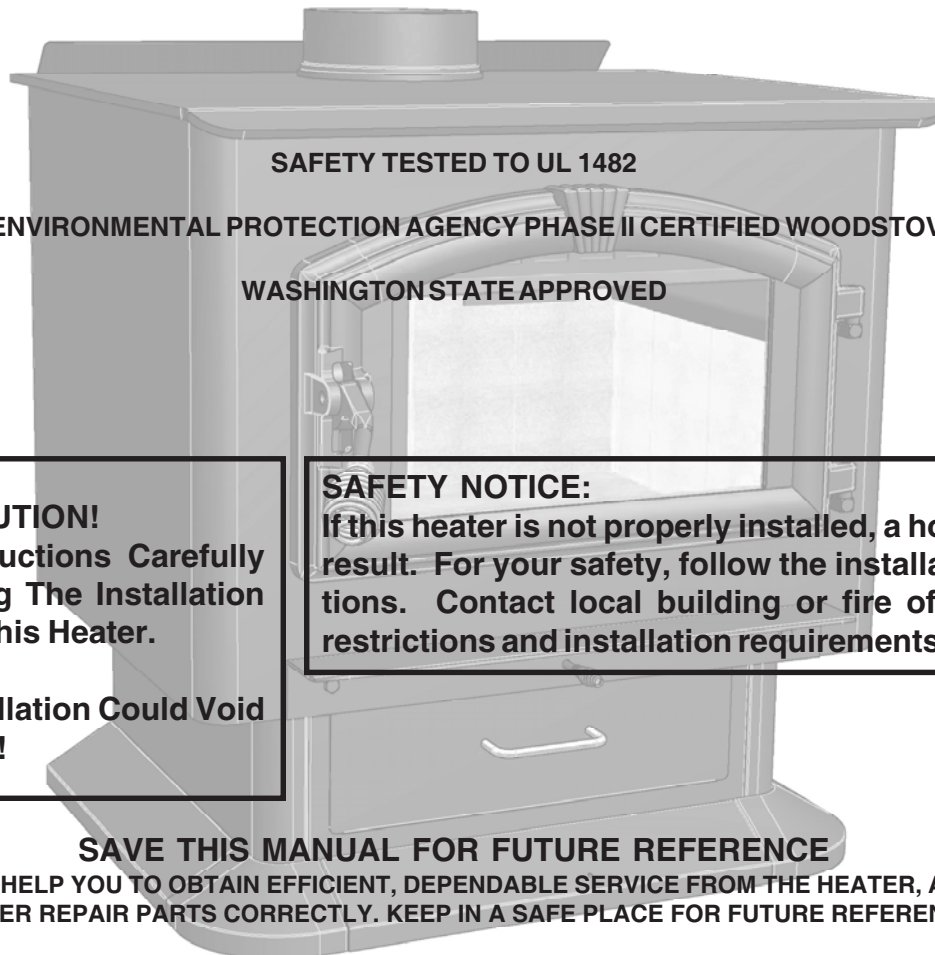 SAFETY TESTED TO UL 1482
ENVIRONMENTAL PROTECTION AGENCY PHASE II CERTIFIED WOODSTOV
WASHINGTON STATE APPROVED
UTION!
uctions Carefully
g The Installation
his Heater.
llation Could Void
!
SAFETY NOTICE:
If this heater is not properly installed, a ho
result. For your safety, follow the installa
tions. Contact local building or fire of
restrictions and installation requirements
SAVE THIS MANUAL FOR FUTURE REFERENCE
HELP YOU TO OBTAIN EFFICIENT, DEPENDABLE SERVICE FROM THE HEATER, A
ER REPAIR PARTS CORRECTLY. KEEP IN A SAFE PLACE FOR FUTURE REFEREN